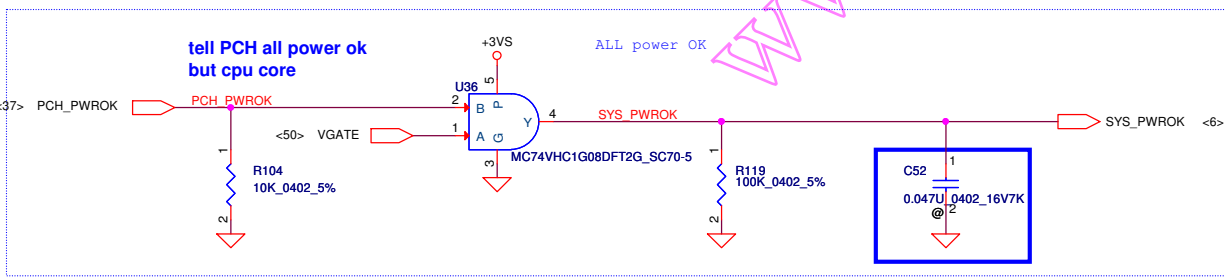 tell PCH all power ok
but cpu core
+3VS
ALL power OK
U36
5
PCH_PWROK
PCH_PWROK
2
B
P
Y
4
SYS_PWROK
SYS_PWROK
<6>
<50>
VGATE
1
A
G
3
MC74VHC1G08DFT2G_SC70-5
1
R104
10K_0402_5%
2
1
R119
100K_0402_5%
2
C52
1
0.047U_0402_16V7K
@
2